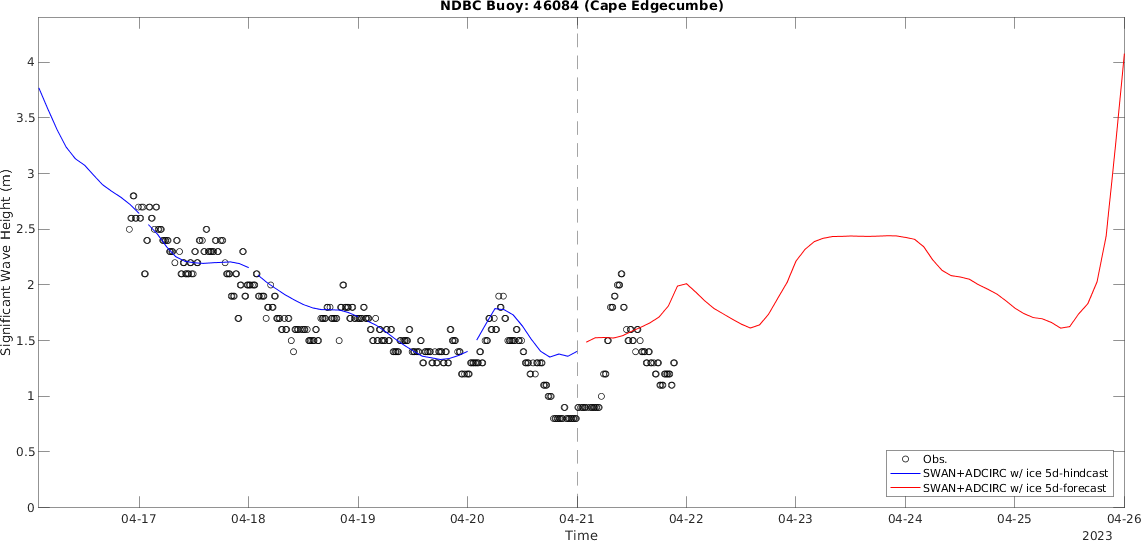 NDBC Buoy: 46084 (Cape Edgecumbe)
Significant Wave Height (m)
4
3.5
3
2.5
2
1.5
1
0.5
0
Obs.
SWAN+ADCIRC w/ ice 5d-hindcast
SWAN+ADCIRC w/ ice 5d-forecast
04-17 04-18 04-19 04-20 04-21 04-22 04-23 04-24 04-25 04-26
Time
2023